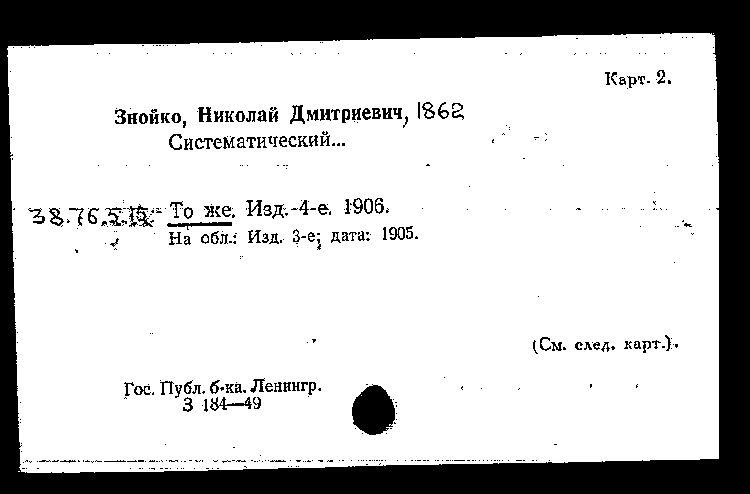 Карт. 2.
Знойко, Николай Дмитриевич, 1862
Систематический...
38.76.5.15 То же. Изд. 4-е. 1906.
На обл.: Изд. 3-е; дата: 1905.
(См. след. карт.).
Гос. Публ. б-ка. Ленингр.
З 184—49